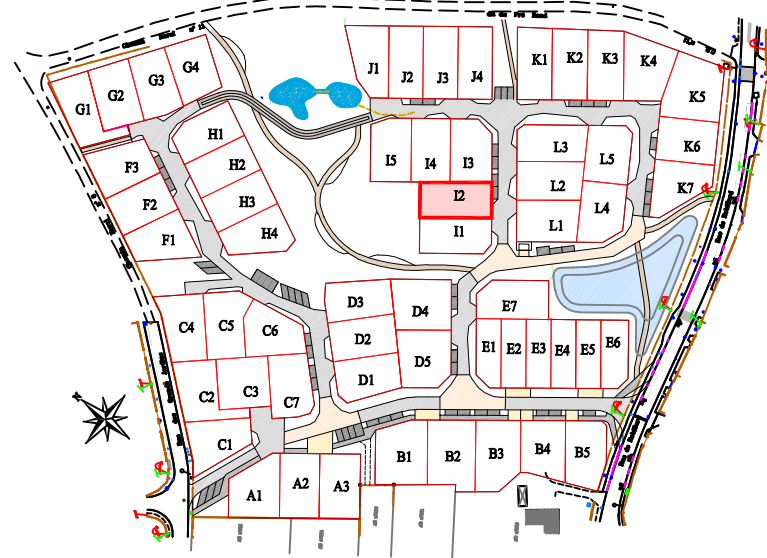 G1 G2 G3 G4
J1 J2 J3 J4
K1 K2 K3 K4
K5
K6
K7
F3
F2
F1
H1
H2
H3
H4
I5 I4 I3
I2
I1
L3 L5
L2
L1 L4
C4 C5 C6
C2 C3 C7
C1
D3 D4
D2
D1 D5
E7
E1 E2 E3 E4 E5 E6
A1 A2 A3
B1 B2 B3 B4 B5